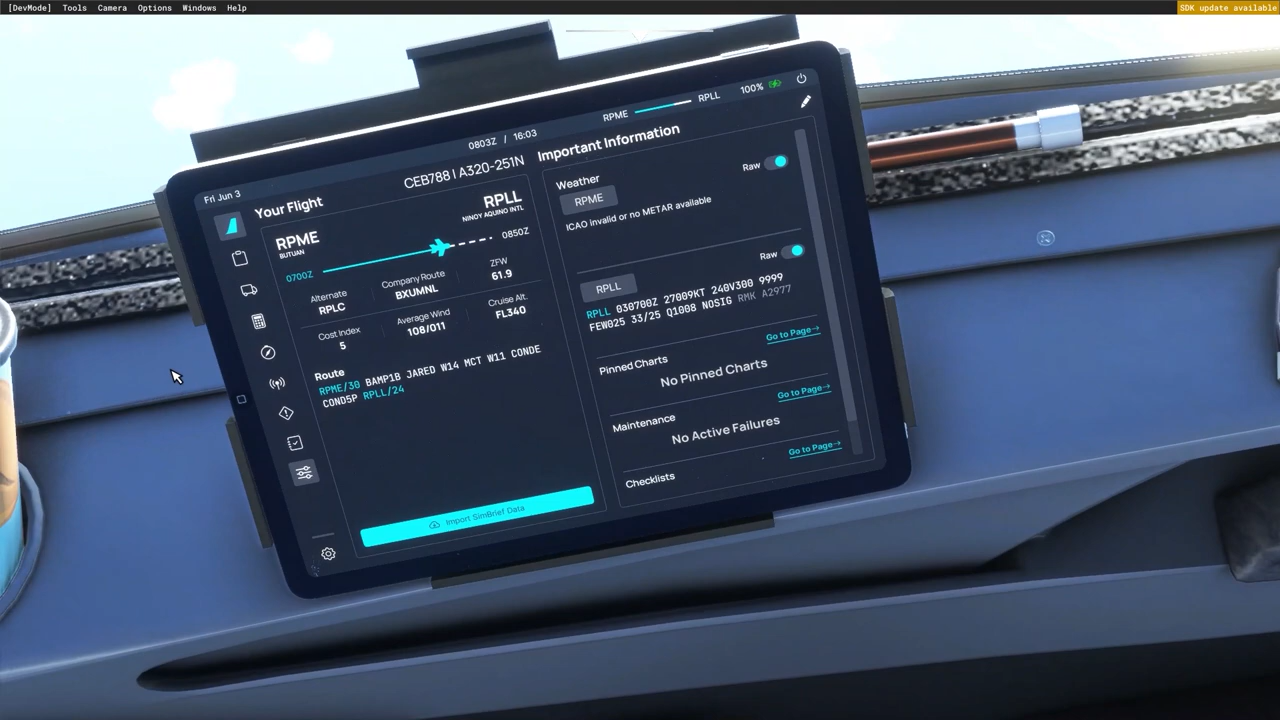 [DevMode] Tools Camera Options Windows Help
SDK update available
Fri Jun 3
0803Z / 16:03
RPME RPLL
100%
Your Flight
CEB788 | A320-251N
RPME
BUTUAN
RPLL
NINOY AQUINO INTL
0700Z
0850Z
Alternate
RPLC
Company Route
BXUMNL
ZFW
61.9
Cost Index
5
Average Wind
108/011
Cruise Alt.
FL340
Route
RPME/30 BAMP1B JARED W14 MCT W11 CONDE
COND5P RPLL/24
Import SimBrief Data
Important Information
Weather
Raw
RPME
ICAO invalid or no METAR available
Raw
RPLL
RPLL 030700Z 27009KT 240V300 9999
FEW025 33/25 Q1008 NOSIG RMK A2977
Go to Page→
Pinned Charts
No Pinned Charts
Go to Page→
Maintenance
No Active Failures
Go to Page→
Checklists